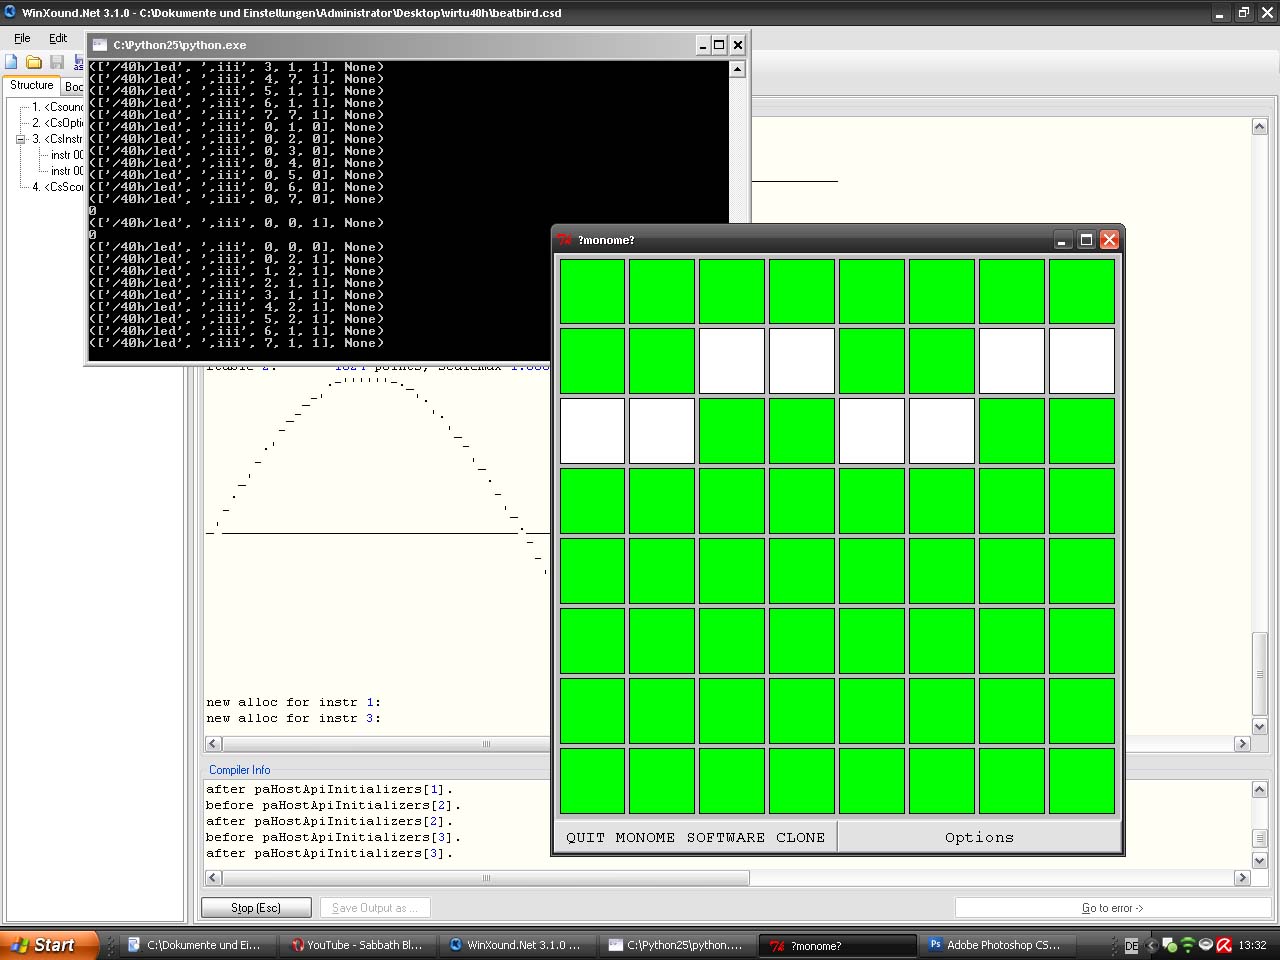 WinXound.Net 3.1.0 - C:\Dokumente und Einstellungen\Administrator\Desktop\virtu40h\beatbird.csd
File Edit
C:\Python25\python.exe
Structure
1. <Csoun
2. <CsOpti
3. <CsInstr
instr 00
instr 00
4. <CsScor
(['/40h/led', ',iii', 3, 1, 1], None)
(['/40h/led', ',iii', 4, 7, 1], None)
(['/40h/led', ',iii', 5, 1, 1], None)
(['/40h/led', ',iii', 6, 1, 1], None)
(['/40h/led', ',iii', 7, 7, 1], None)
(['/40h/led', ',iii', 0, 1, 0], None)
(['/40h/led', ',iii', 0, 2, 0], None)
(['/40h/led', ',iii', 0, 3, 0], None)
(['/40h/led', ',iii', 0, 4, 0], None)
(['/40h/led', ',iii', 0, 5, 0], None)
(['/40h/led', ',iii', 0, 6, 0], None)
(['/40h/led', ',iii', 0, 7, 0], None)
0
(['/40h/led', ',iii', 0, 0, 1], None)
0
(['/40h/led', ',iii', 0, 0, 0], None)
(['/40h/led', ',iii', 0, 2, 1], None)
(['/40h/led', ',iii', 1, 2, 1], None)
(['/40h/led', ',iii', 2, 1, 1], None)
(['/40h/led', ',iii', 3, 1, 1], None)
(['/40h/led', ',iii', 4, 2, 1], None)
(['/40h/led', ',iii', 5, 2, 1], None)
(['/40h/led', ',iii', 6, 1, 1], None)
(['/40h/led', ',iii', 7, 1, 1], None)
?monome?
new alloc for instr 1:
new alloc for instr 3:
Compiler Info
after paHostApiInitializers[1].
before paHostApiInitializers[2].
after paHostApiInitializers[2].
before paHostApiInitializers[3].
after paHostApiInitializers[3].
QUIT MONOME SOFTWARE CLONE Options
Stop (Esc) Save Output as ... Go to error ->
Start C:\Dokumente und Ei... YouTube - Sabbath Bl... WinXound.Net 3.1.0 ... C:\Python25\python.... ?monome? Adobe Photoshop CS... DE 13:32